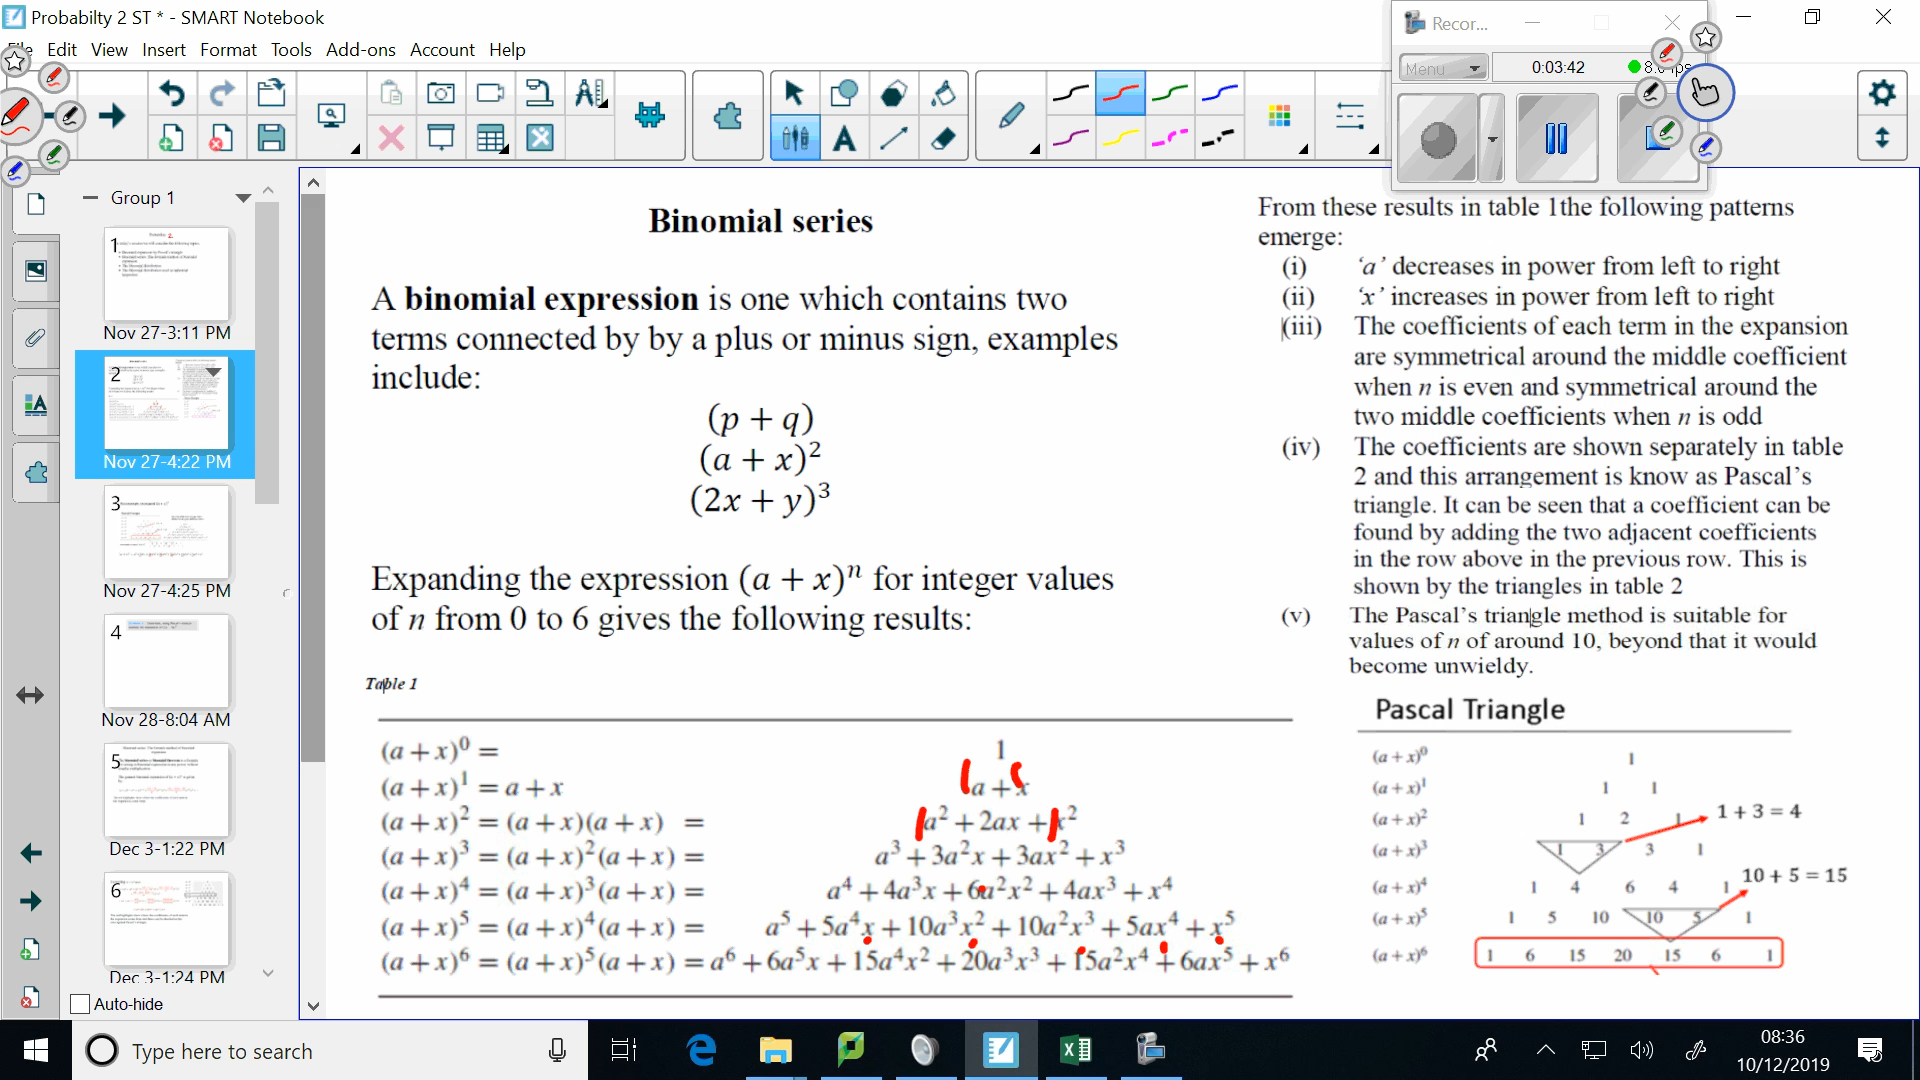 Probabilty 2 ST * - SMART Notebook
Edit View Insert Format Tools Add-ons Account Help
Recor...
Menu
0:03:42
Group 1
1
Nov 27-3:11 PM
2
Nov 27-4:22 PM
3
Nov 27-4:25 PM
4
Nov 28-8:04 AM
5
Dec 3-1:22 PM
6
Dec 3-1:24 PM
Auto-hide
Binomial series
A binomial expression is one which contains two
terms connected by by a plus or minus sign, examples
include:
(p + q)
(a + x)²
(2x + y)³
Expanding the expression (a + x)ⁿ for integer values
of n from 0 to 6 gives the following results:
Table 1
(a+x)⁰ = 1
(a+x)¹ = a+x a+x
(a+x)² = (a+x)(a+x) = a² + 2ax + x²
(a+x)³ = (a+x)²(a+x) = a³ + 3a²x + 3ax² + x³
(a+x)⁴ = (a+x)³(a+x) = a⁴ + 4a³x + 6a²x² + 4ax³ + x⁴
(a+x)⁵ = (a+x)⁴(a+x) = a⁵ + 5a⁴x + 10a³x² + 10a²x³ + 5ax⁴ + x⁵
(a+x)⁶ = (a+x)⁵(a+x) = a⁶ + 6a⁵x + 15a⁴x² + 20a³x³ + 15a²x⁴ + 6ax⁵ + x⁶
From these results in table 1the following patterns
emerge:
(i) ‘a’ decreases in power from left to right
(ii) ‘x’ increases in power from left to right
(iii) The coefficients of each term in the expansion
are symmetrical around the middle coefficient
when n is even and symmetrical around the
two middle coefficients when n is odd
(iv) The coefficients are shown separately in table
2 and this arrangement is know as Pascal’s
triangle. It can be seen that a coefficient can be
found by adding the two adjacent coefficients
in the row above in the previous row. This is
shown by the triangles in table 2
(v) The Pascal’s triangle method is suitable for
values of n of around 10, beyond that it would
become unwieldy.
Pascal Triangle
(a+x)⁰ 1
(a+x)¹ 1 1
(a+x)² 1 2 1
1 + 3 = 4
(a+x)³ 1 3 3 1
(a+x)⁴ 1 4 6 4 1
10 + 5 = 15
(a+x)⁵ 1 5 10 10 5 1
(a+x)⁶ 1 6 15 20 15 6 1
Type here to search
08:36
10/12/2019